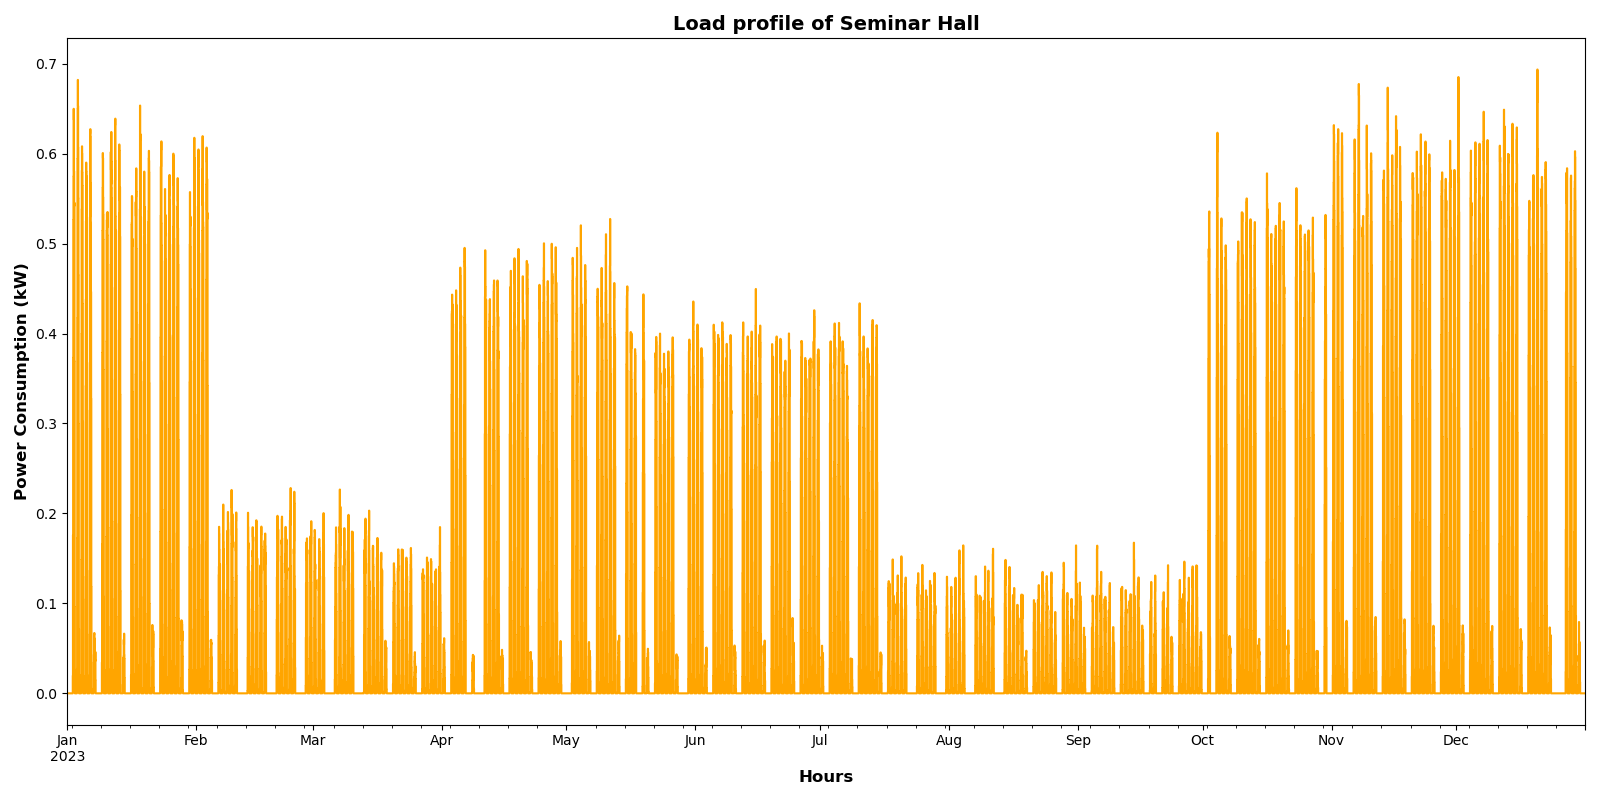 Load profile of Seminar Hall
Power Consumption (kW)
0.7
0.6
0.5
0.4
0.3
0.2
0.1
0.0
Jan Feb Mar Apr May Jun Jul Aug Sep Oct Nov Dec
2023
Hours